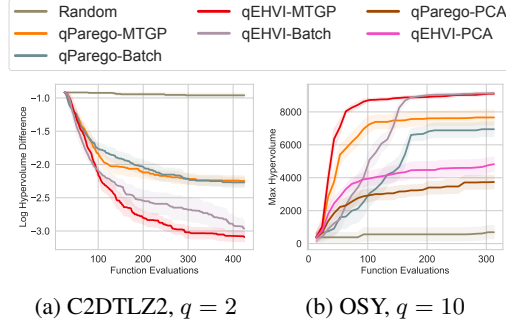 Random
qParego-MTGP
qParego-Batch
qEHVI-MTGP
qEHVI-Batch
qParego-PCA
qEHVI-PCA
Log Hypervolume Difference
−1.0
−1.5
−2.0
−2.5
−3.0
100 200 300 400
Function Evaluations
Max Hypervolume
8000
6000
4000
2000
0
0 100 200 300
Function Evaluations
(a) C2DTLZ2, q = 2
(b) OSY, q = 10